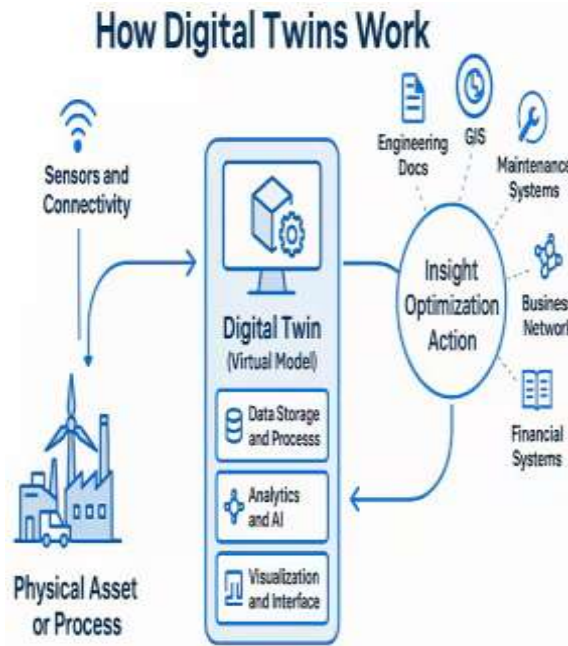 How Digital Twins Work
Sensors and
Connectivity
Physical Asset
or Process
Digital Twin
(Virtual Model)
Data Storage
and Processs
Analytics
and AI
Visualization
and Interface
Engineering
Docs
GIS
Maintenance
Systems
Insight
Optimization
Action
Business
Network
Financial
Systems